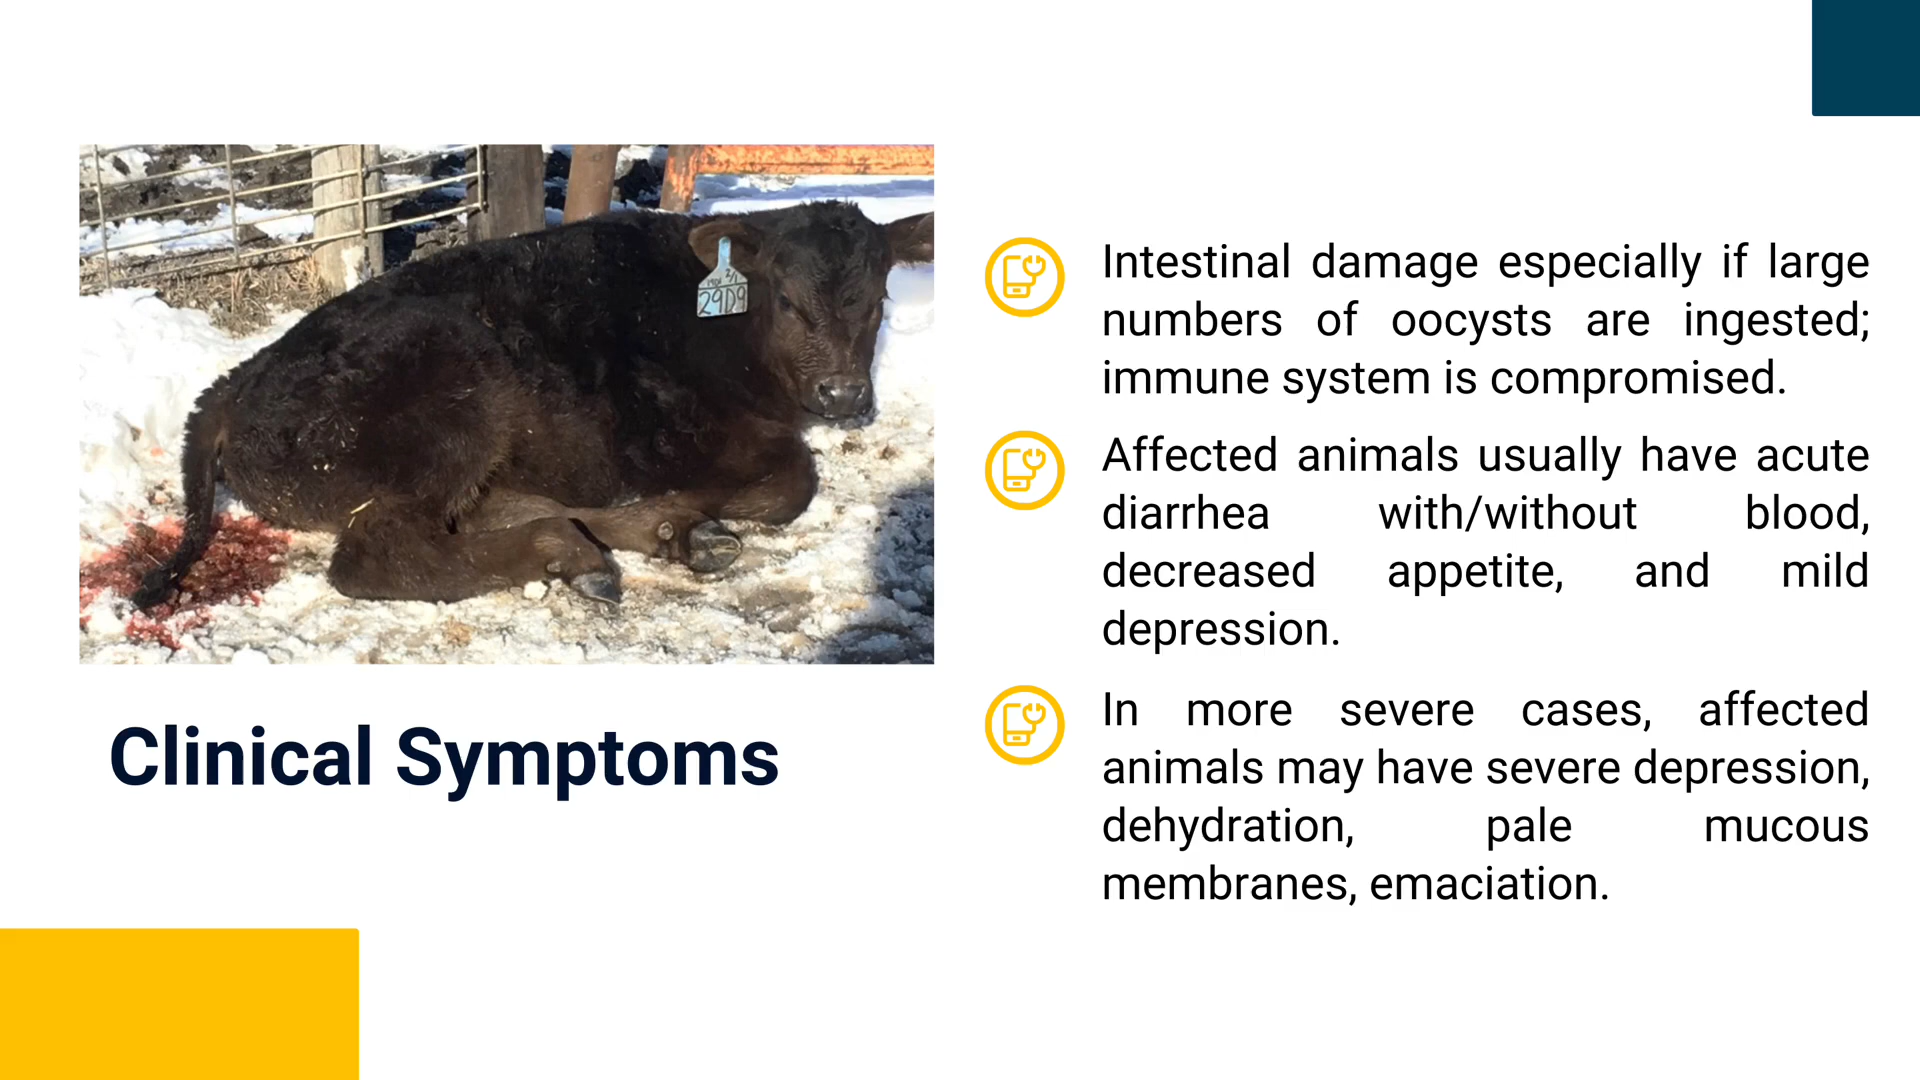 29D9
Clinical Symptoms
Intestinal damage especially if large
numbers of oocysts are ingested;
immune system is compromised.
Affected animals usually have acute
diarrhea with/without blood,
decreased appetite, and mild
depression.
In more severe cases, affected
animals may have severe depression,
dehydration, pale mucous
membranes, emaciation.